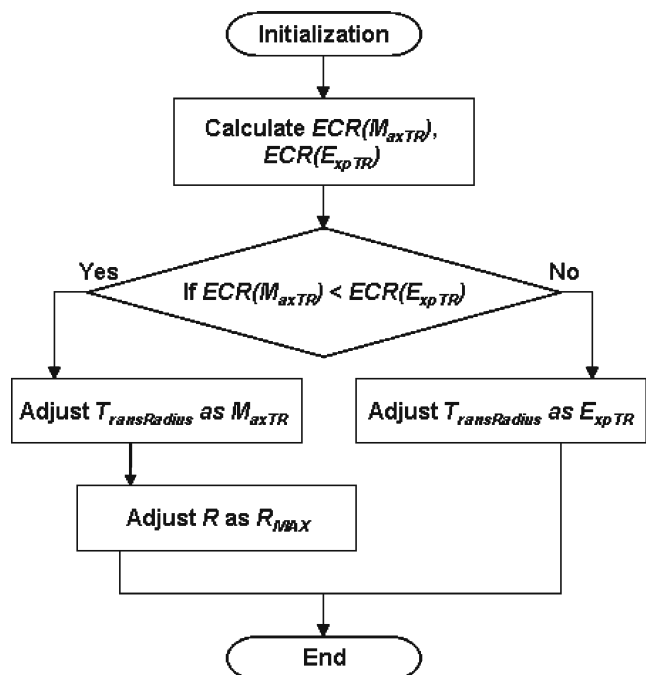 Initialization
Calculate ECR(MaxTR),
ECR(ExpTR)
Yes
No
If ECR(MaxTR) < ECR(ExpTR)
Adjust TransRadius as MaxTR
Adjust TransRadius as ExpTR
Adjust R as RMAX
End